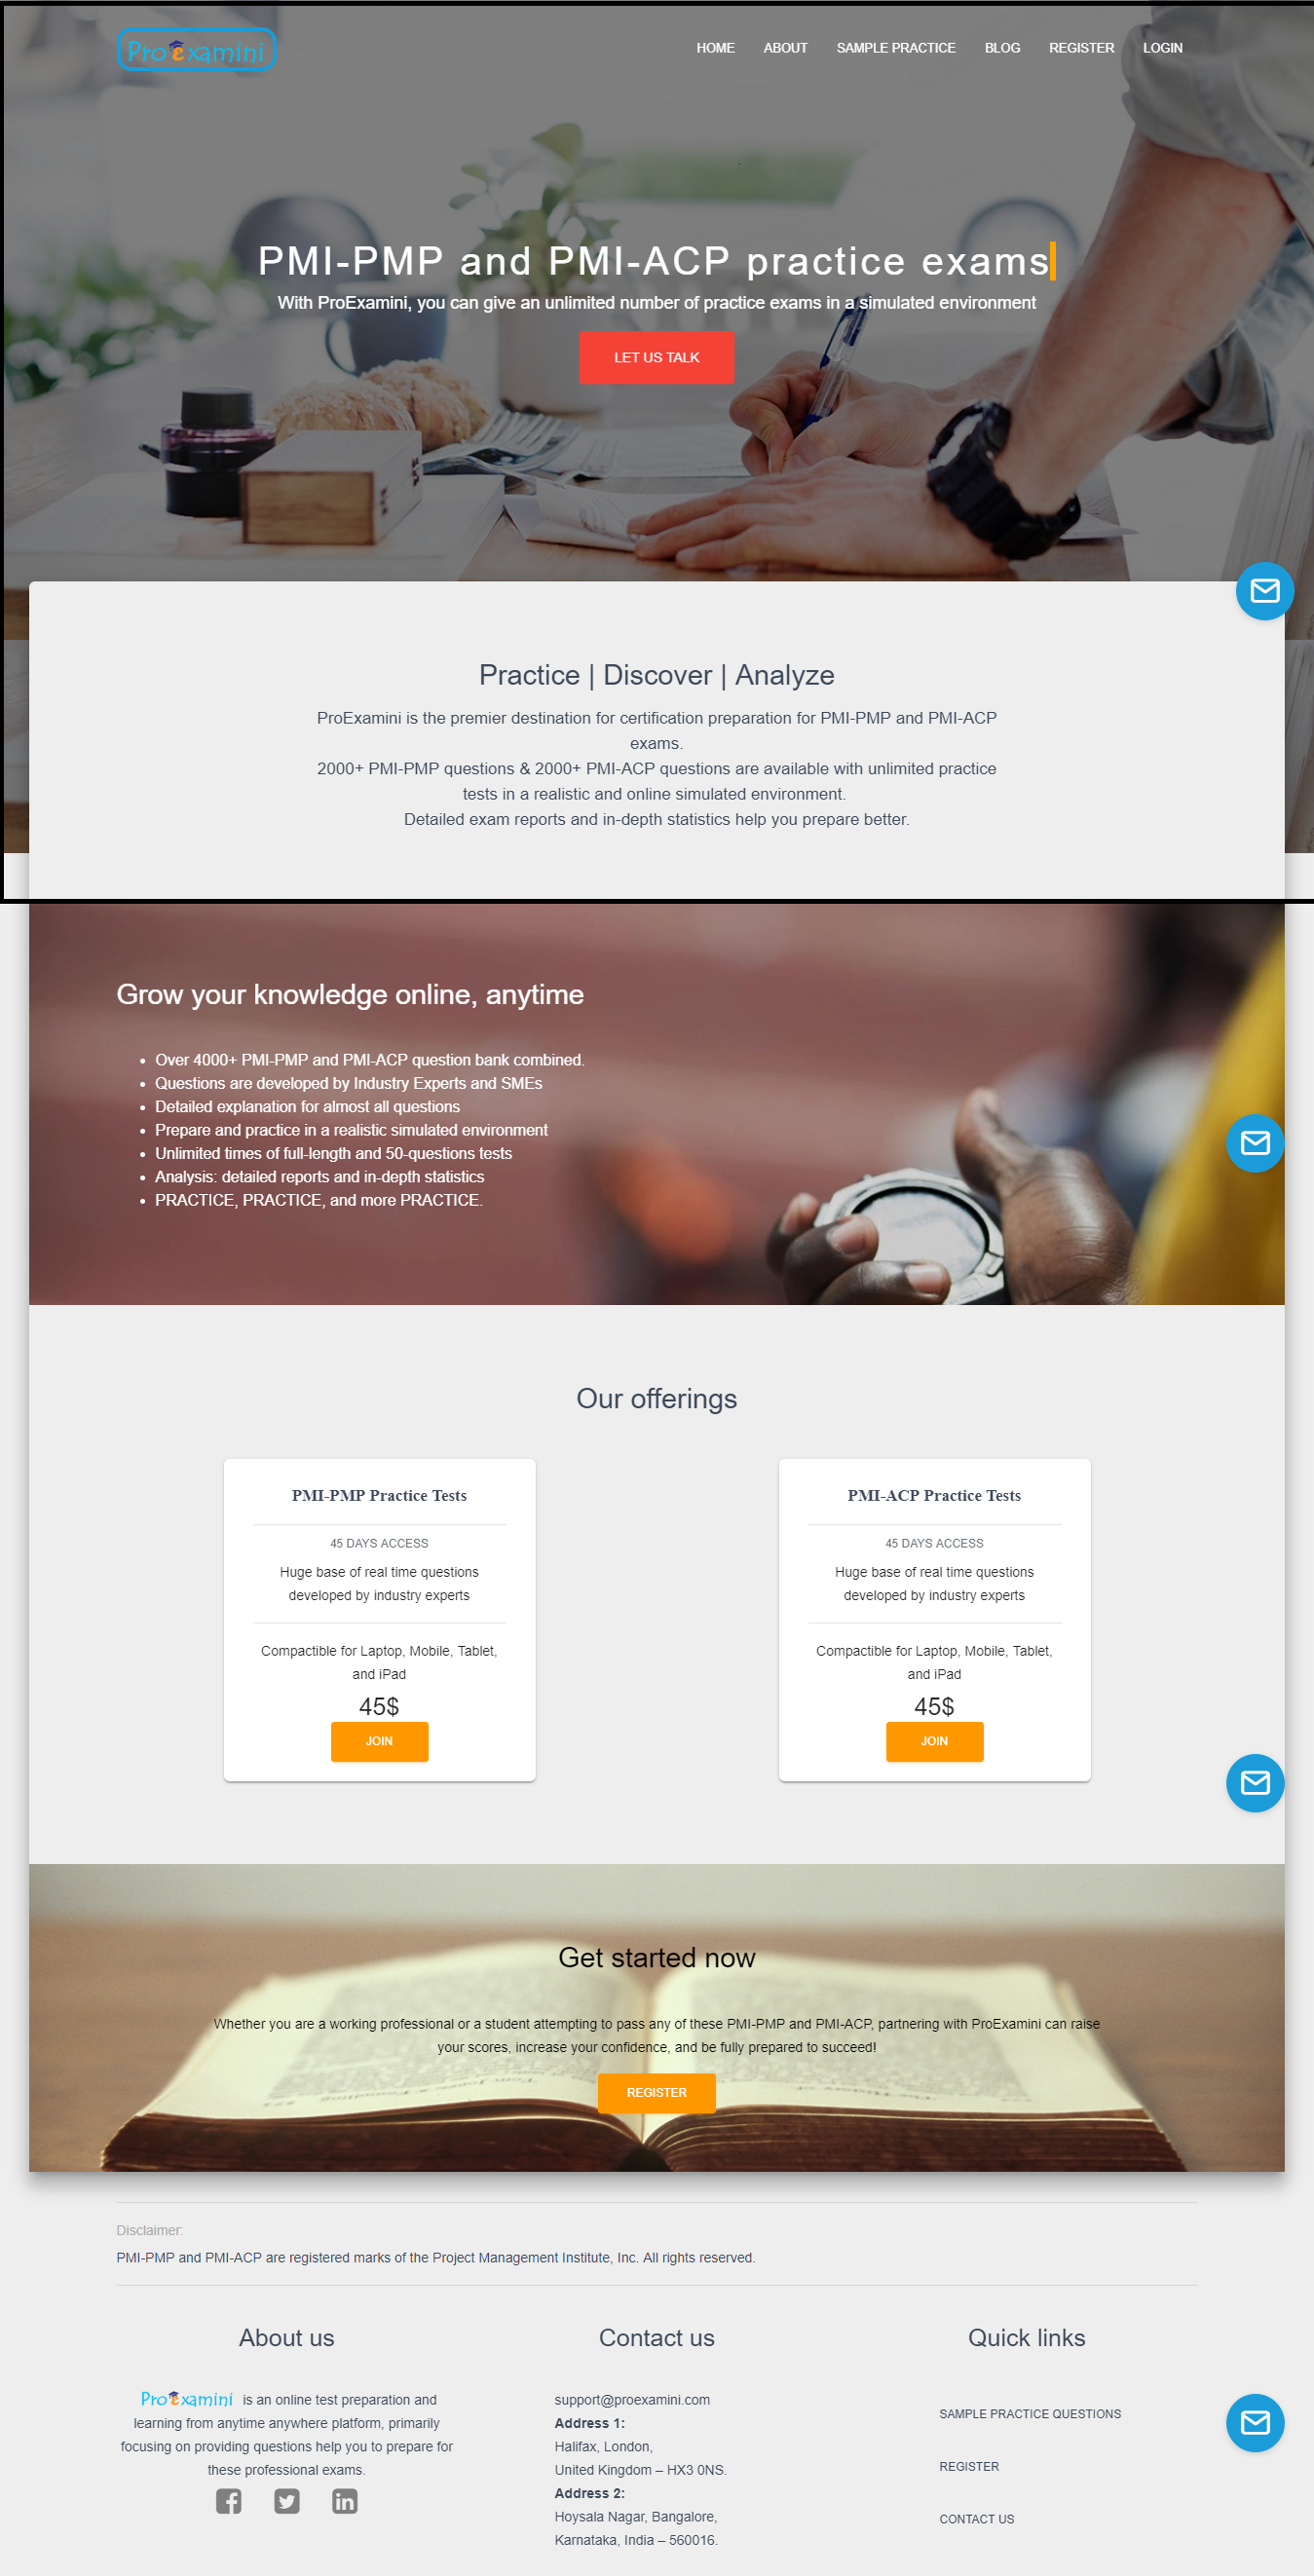 ProExamini
HOME ABOUT SAMPLE PRACTICE BLOG REGISTER LOGIN
PMI-PMP and PMI-ACP practice exams
With ProExamini, you can give an unlimited number of practice exams in a simulated environment
LET US TALK
Practice | Discover | Analyze
ProExamini is the premier destination for certification preparation for PMI-PMP and PMI-ACP
exams.
2000+ PMI-PMP questions & 2000+ PMI-ACP questions are available with unlimited practice
tests in a realistic and online simulated environment.
Detailed exam reports and in-depth statistics help you prepare better.
Grow your knowledge online, anytime
• Over 4000+ PMI-PMP and PMI-ACP question bank combined.
• Questions are developed by Industry Experts and SMEs
• Detailed explanation for almost all questions
• Prepare and practice in a realistic simulated environment
• Unlimited times of full-length and 50-questions tests
• Analysis: detailed reports and in-depth statistics
• PRACTICE, PRACTICE, and more PRACTICE.
Our offerings
PMI-PMP Practice Tests
45 DAYS ACCESS
Huge base of real time questions
developed by industry experts
Compactible for Laptop, Mobile, Tablet,
and iPad
45$
JOIN
PMI-ACP Practice Tests
45 DAYS ACCESS
Huge base of real time questions
developed by industry experts
Compactible for Laptop, Mobile, Tablet,
and iPad
45$
JOIN
Get started now
Whether you are a working professional or a student attempting to pass any of these PMI-PMP and PMI-ACP, partnering with ProExamini can raise
your scores, increase your confidence, and be fully prepared to succeed!
REGISTER
Disclaimer:
PMI-PMP and PMI-ACP are registered marks of the Project Management Institute, Inc. All rights reserved.
About us
ProExamini is an online test preparation and
learning from anytime anywhere platform, primarily
focusing on providing questions help you to prepare for
these professional exams.
Contact us
support@proexamini.com
Address 1:
Halifax, London,
United Kingdom – HX3 0NS.
Address 2:
Hoysala Nagar, Bangalore,
Karnataka, India – 560016.
Quick links
SAMPLE PRACTICE QUESTIONS
REGISTER
CONTACT US